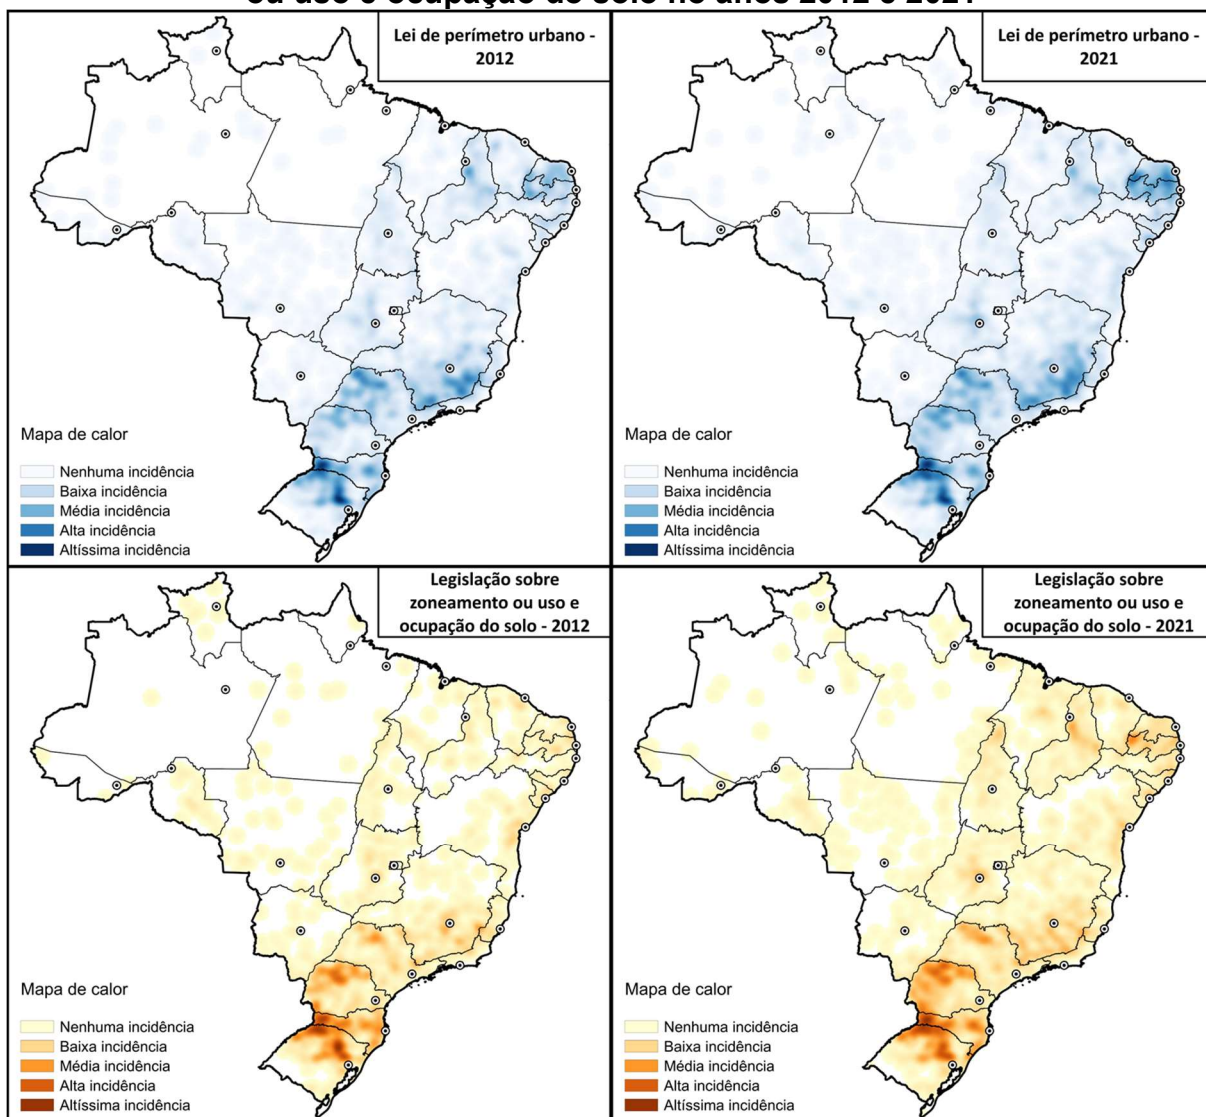 ou uso e ocupação do solo no anos 2012 e 2021
Lei de perímetro urbano -
2012
Mapa de calor
Nenhuma incidência
Baixa incidência
Média incidência
Alta incidência
Altíssima incidência
Lei de perímetro urbano -
2021
Mapa de calor
Nenhuma incidência
Baixa incidência
Média incidência
Alta incidência
Altíssima incidência
Legislação sobre
zoneamento ou uso e
ocupação do solo - 2012
Mapa de calor
Nenhuma incidência
Baixa incidência
Média incidência
Alta incidência
Altíssima incidência
Legislação sobre
zoneamento ou uso e
ocupação do solo - 2021
Mapa de calor
Nenhuma incidência
Baixa incidência
Média incidência
Alta incidência
Altíssima incidência